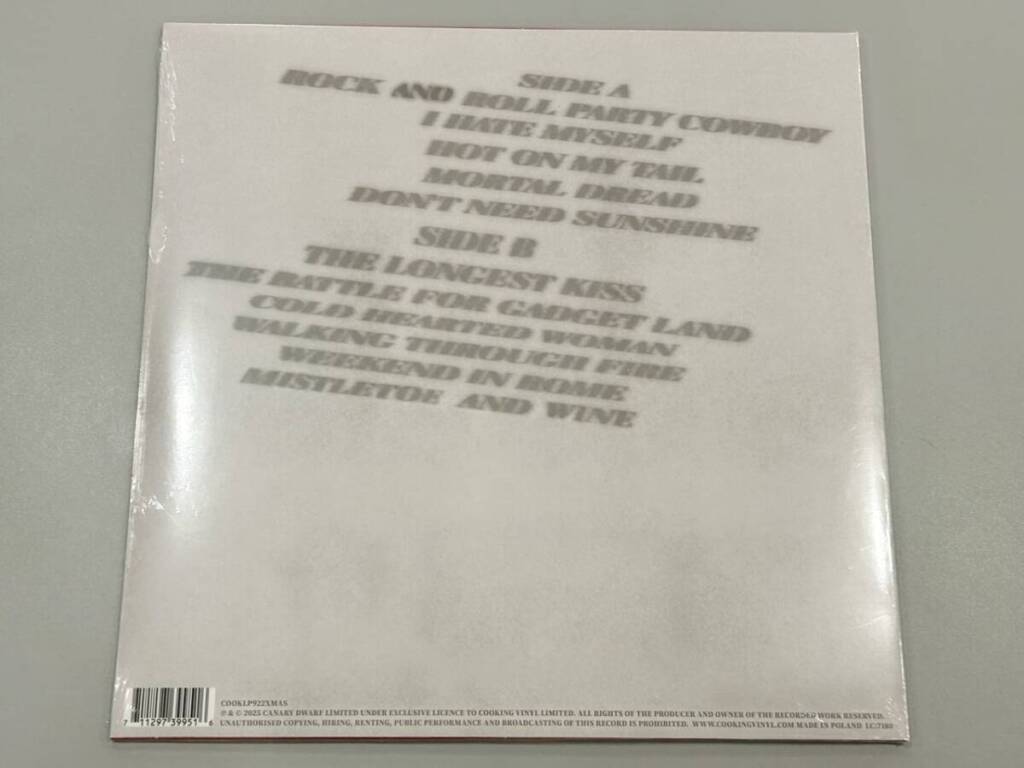 SIDE A
ROCK AND ROLL PARTY COWBOY
I HATE MYSELF
HOT ON MY TAIL
MORTAL DREAD
DON'T NEED SUNSHINE
SIDE B
THE LONGEST KISS
THE BATTLE FOR GADGET LAND
COLD HEARTED WOMAN
WALKING THROUGH FIRE
WEEKEND IN ROME
MISTLETOE AND WINE
COOKLP922XMAS
℗ & © 2025 CANARY DWARF LIMITED UNDER EXCLUSIVE LICENCE TO COOKING VINYL LIMITED. ALL RIGHTS OF THE PRODUCER AND OWNER OF THE RECORDED WORK RESERVED.
UNAUTHORISED COPYING, HIRING, RENTING, PUBLIC PERFORMANCE AND BROADCASTING OF THIS RECORD IS PROHIBITED. WWW.COOKINGVINYL.COM MADE IN POLAND LC:7180
7 11297 39951 6